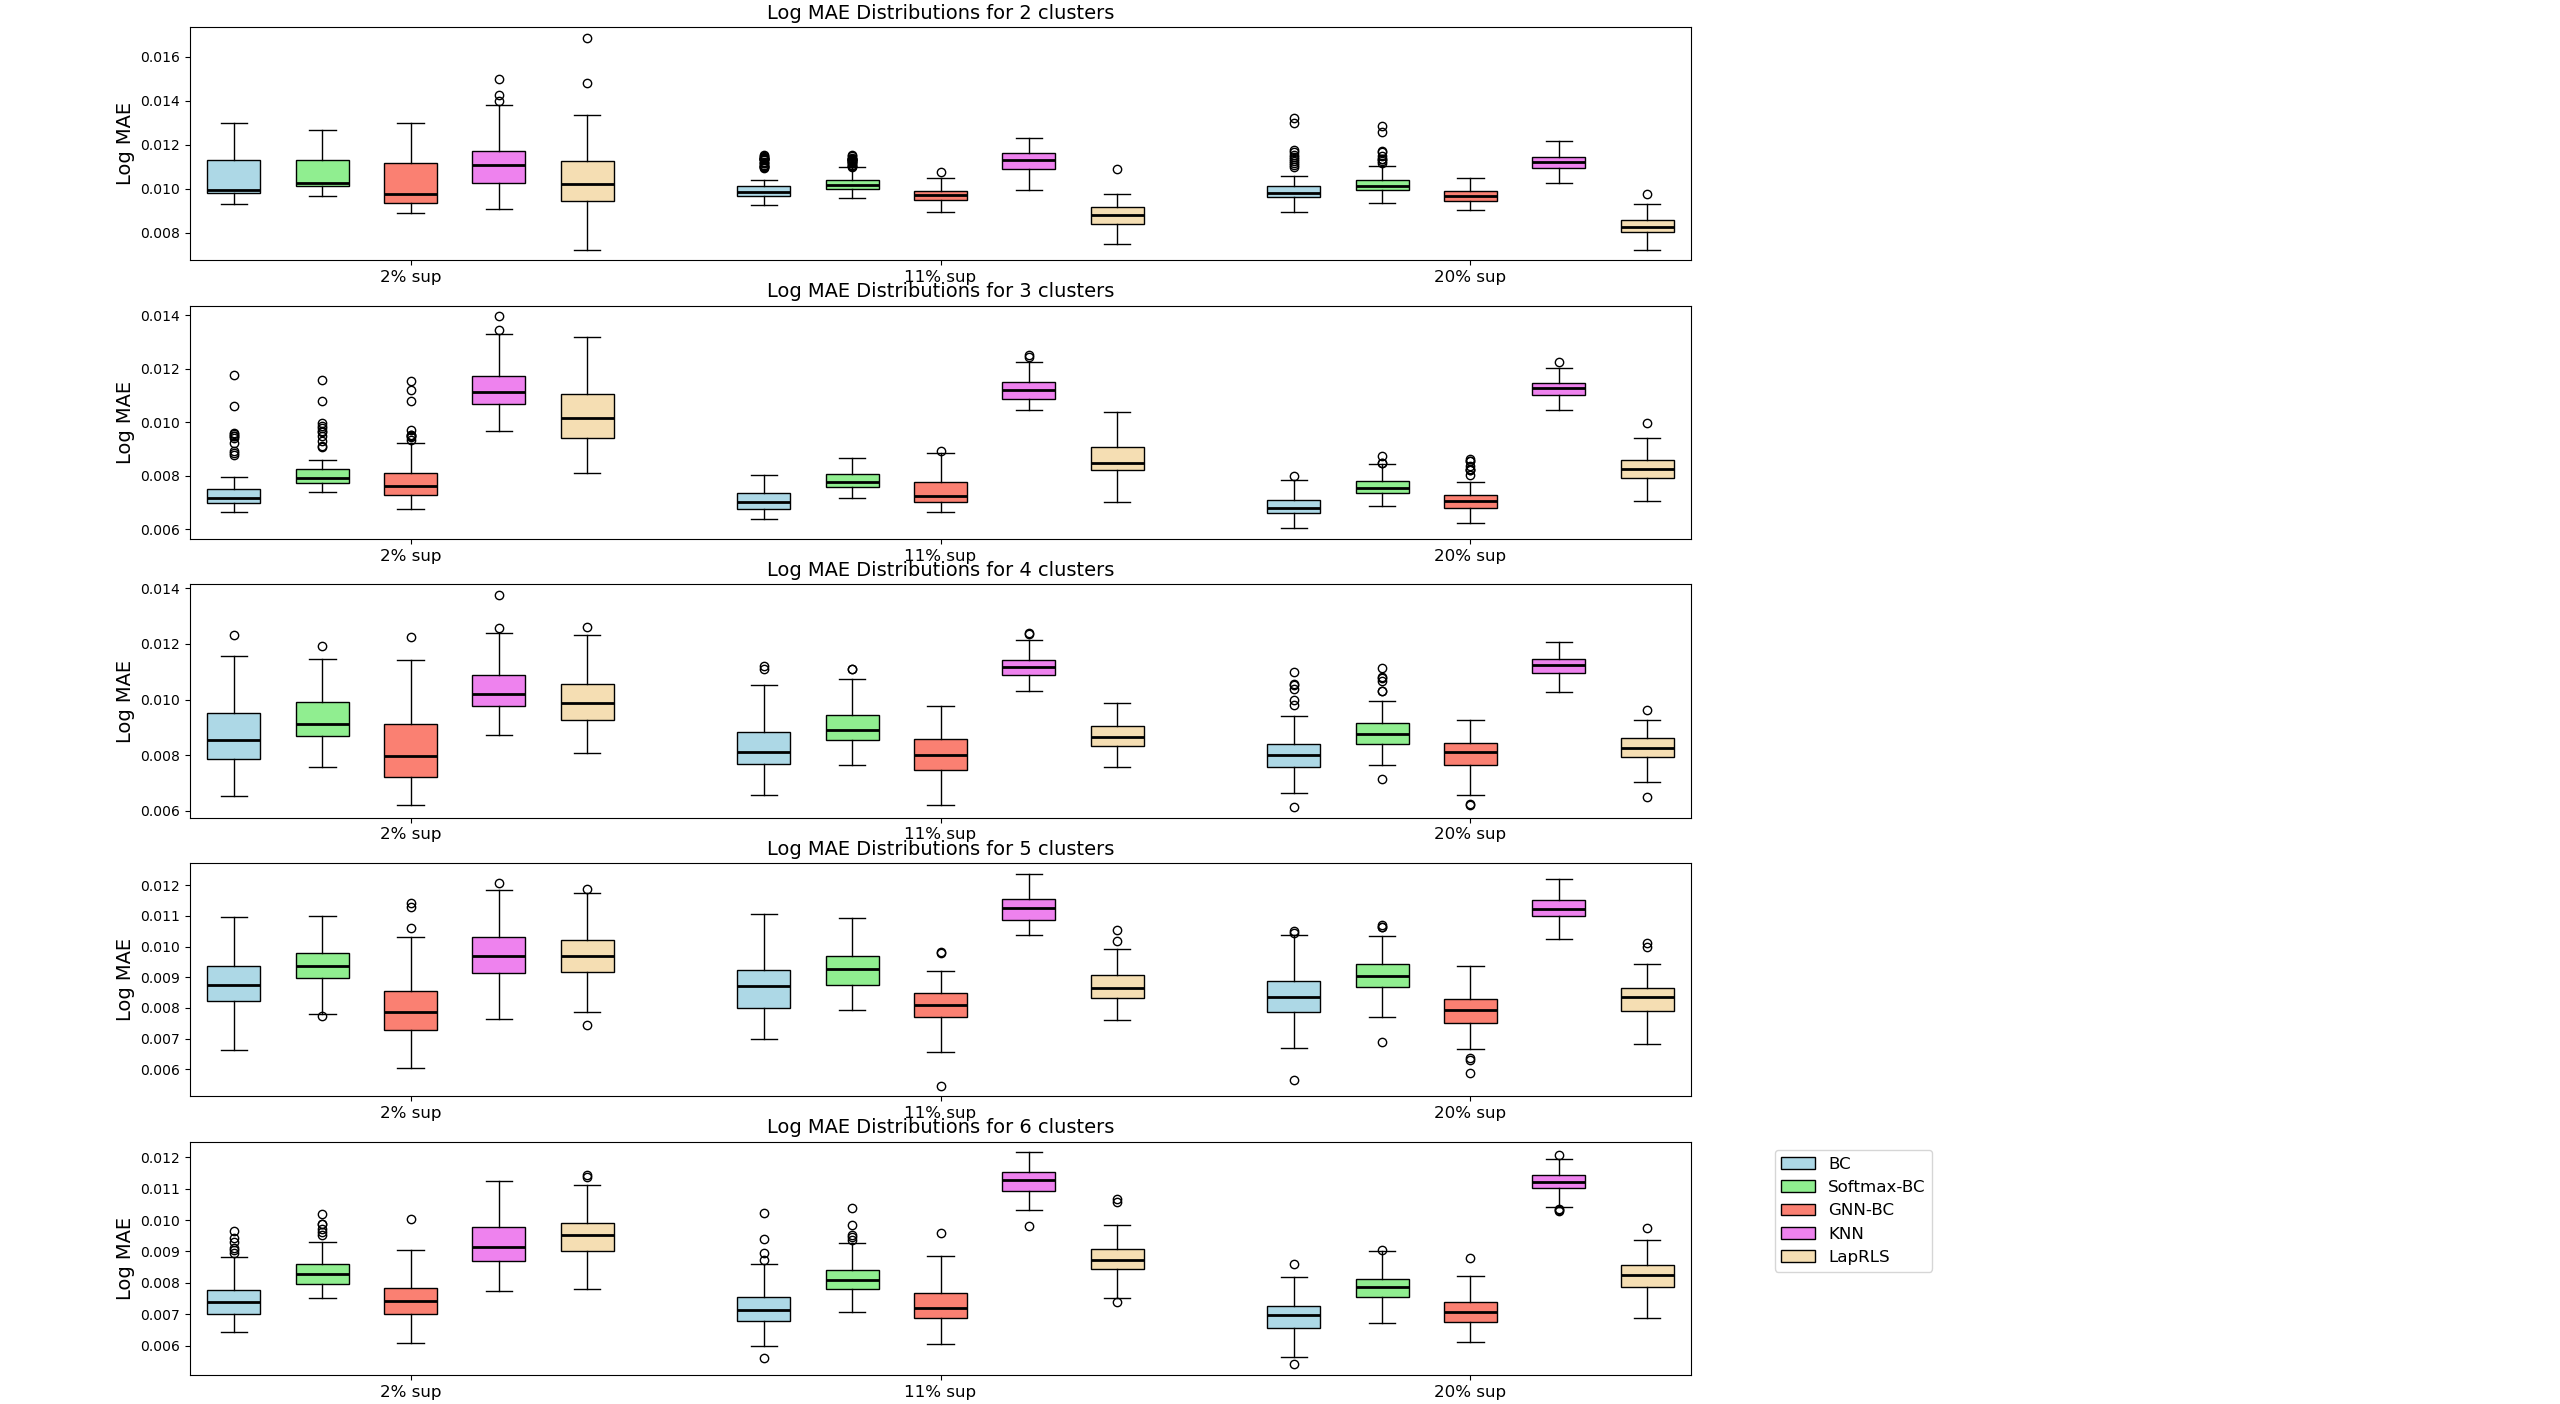 Log MAE Distributions for 2 clusters
Log MAE
0.016
0.014
0.012
0.010
0.008
2% sup 11% sup 20% sup
Log MAE Distributions for 3 clusters
Log MAE
0.014
0.012
0.010
0.008
0.006
2% sup 11% sup 20% sup
Log MAE Distributions for 4 clusters
Log MAE
0.014
0.012
0.010
0.008
0.006
2% sup 11% sup 20% sup
Log MAE Distributions for 5 clusters
Log MAE
0.012
0.011
0.010
0.009
0.008
0.007
0.006
2% sup 11% sup 20% sup
Log MAE Distributions for 6 clusters
Log MAE
0.012
0.011
0.010
0.009
0.008
0.007
0.006
2% sup 11% sup 20% sup
BC
Softmax-BC
GNN-BC
KNN
LapRLS